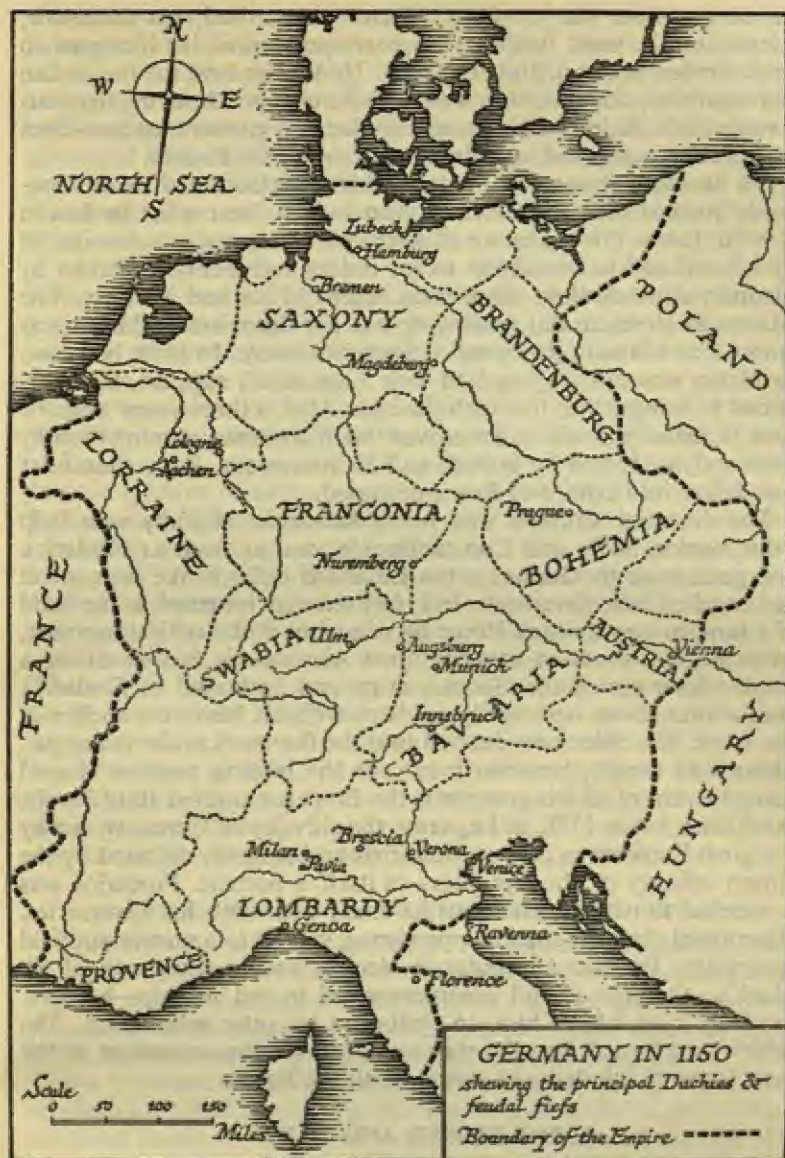 N
W
E
S
NORTH SEA
Lubeck
Hamburg
Bremen
SAXONY
POLAND
BRANDENBURG
Magdeburg
LORRAINE
Cologne
Aachen
FRANCONIA
Prague
BOHEMIA
Nuremberg
FRANCE
SWABIA
Ulm
Augsburg
Munich
AUSTRIA
Vienna
BAVARIA
Innsbruck
HUNGARY
Brescia
Milan
Verona
Pavia
Venice
LOMBARDY
Genoa
Ravenna
PROVENCE
Florence
GERMANY IN 1150
shewing the principal Duchies &
feudal fiefs
Boundary of the Empire
Scale
0 50 100 150
Miles